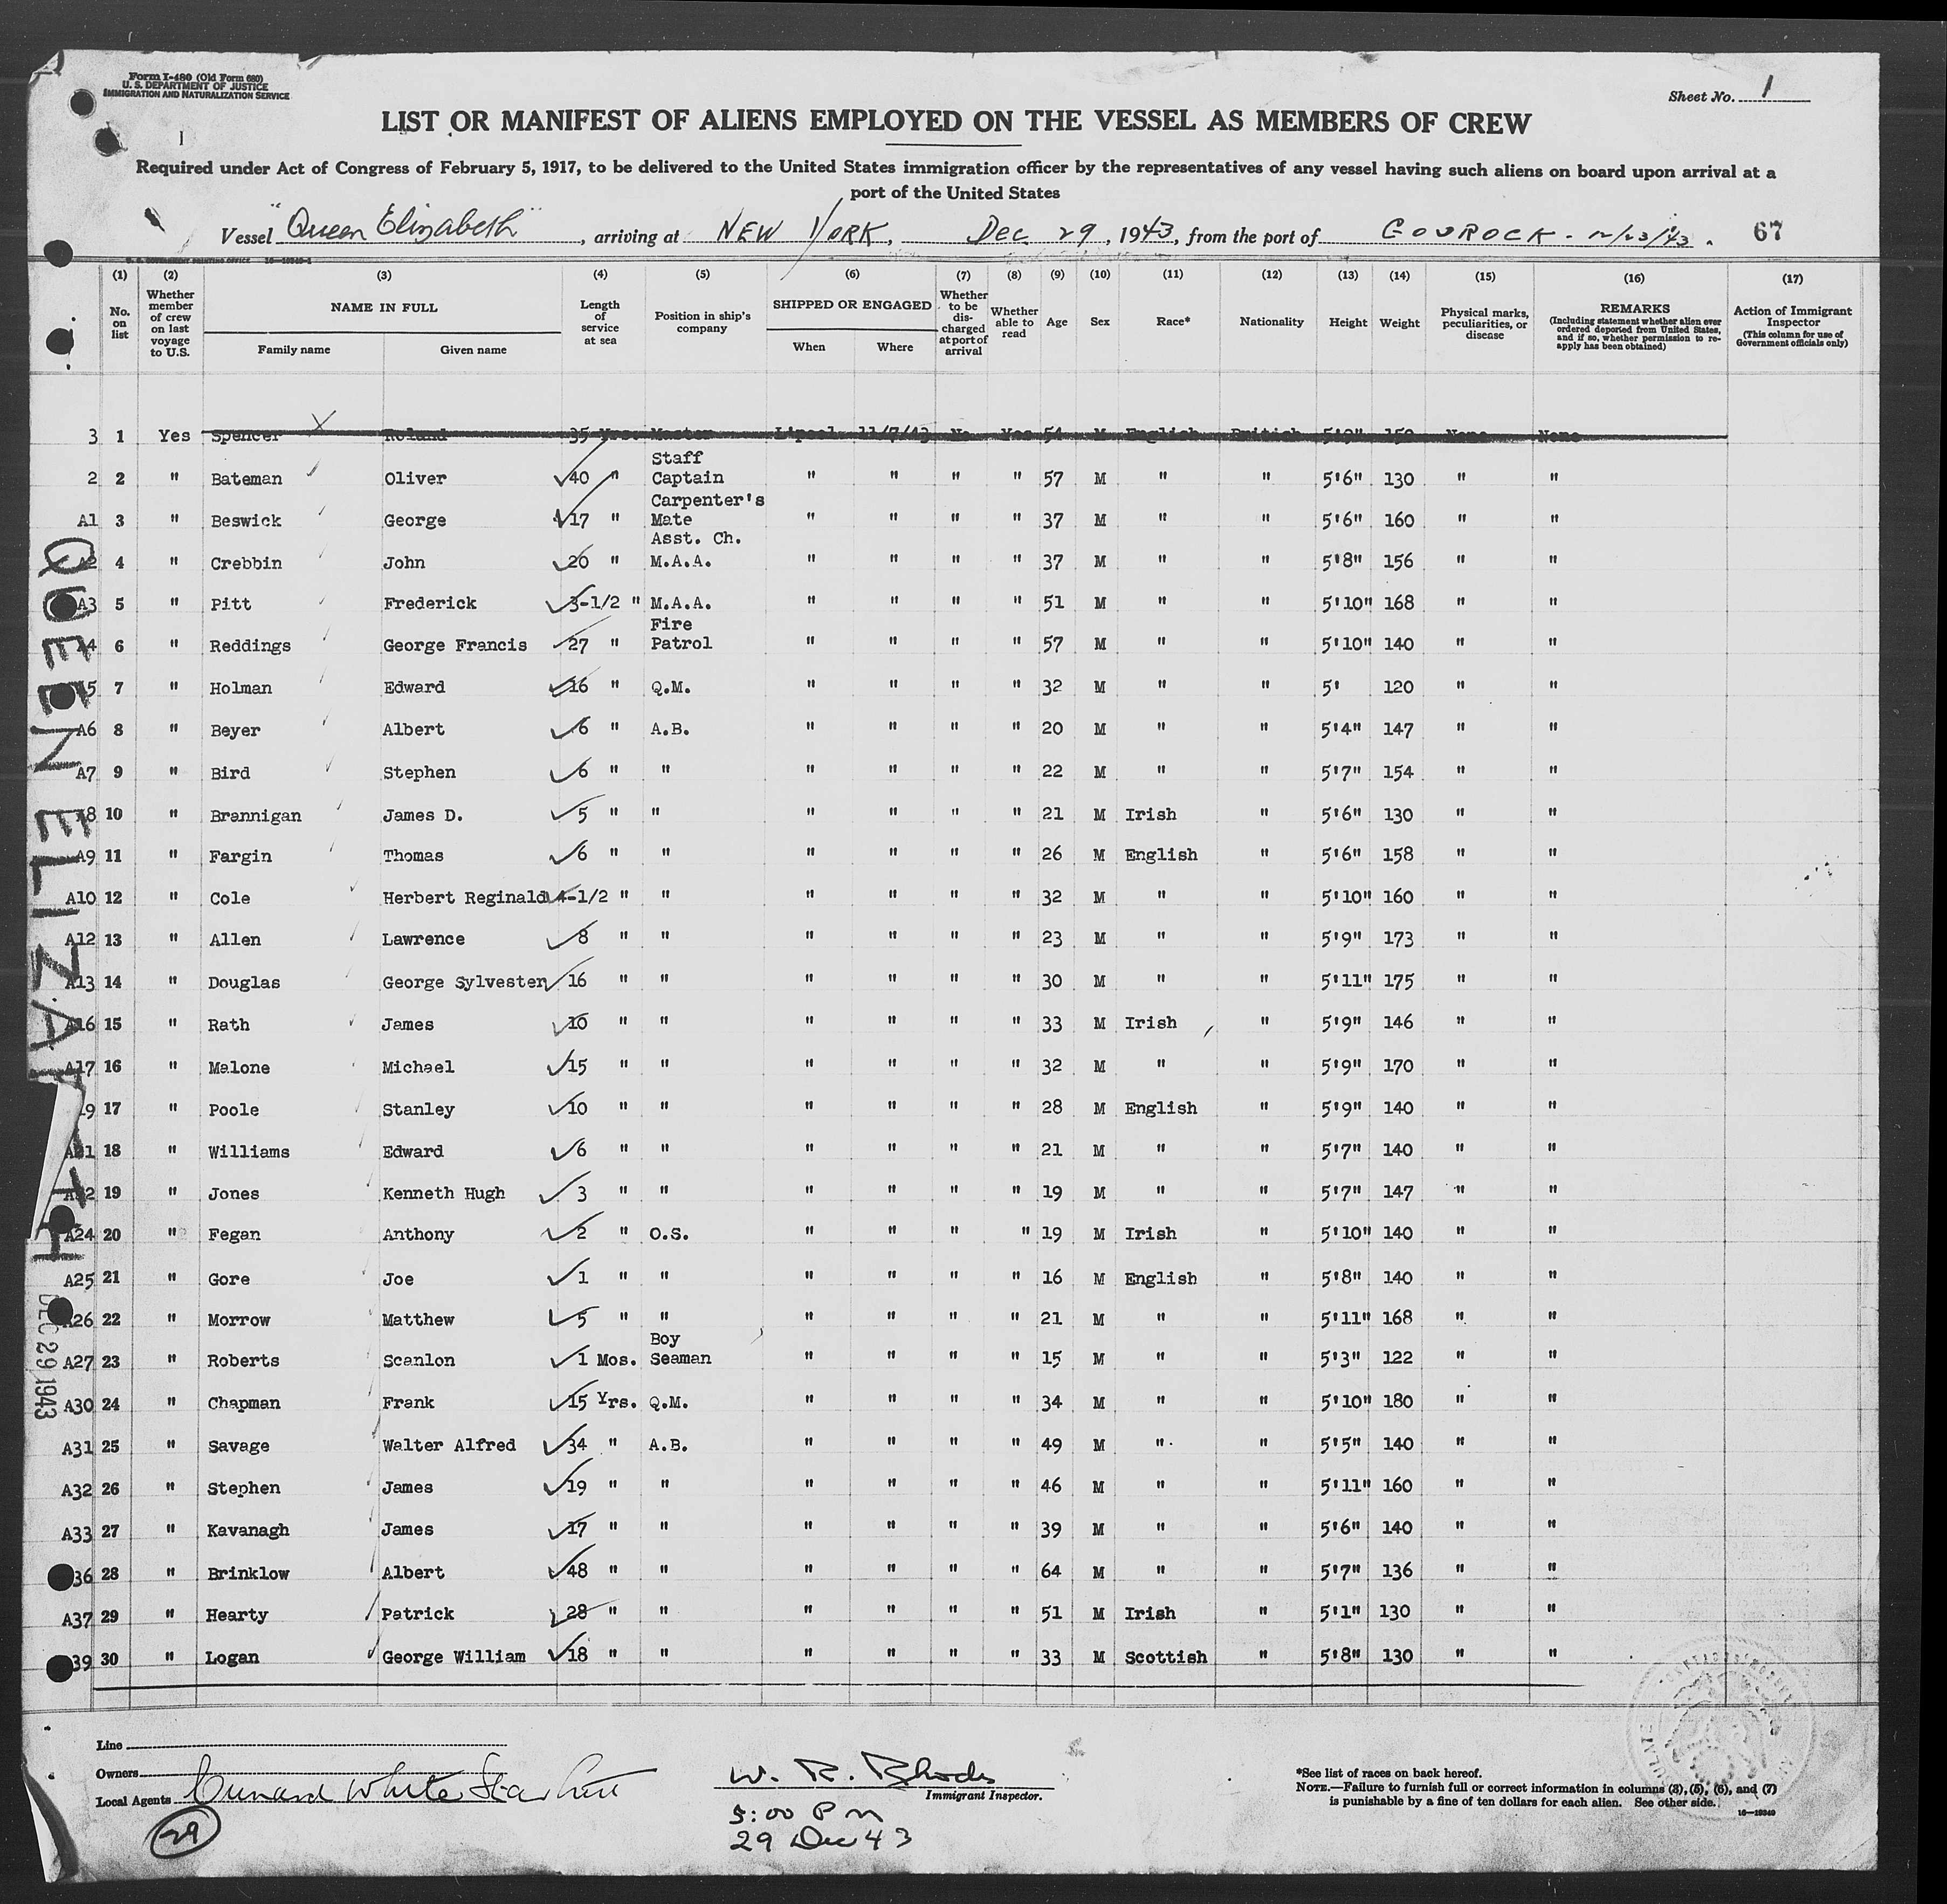 Form I-480 (Old Form 680)
U. S. DEPARTMENT OF JUSTICE
IMMIGRATION AND NATURALIZATION SERVICE
Sheet No. 1
LIST OR MANIFEST OF ALIENS EMPLOYED ON THE VESSEL AS MEMBERS OF CREW
Required under Act of Congress of February 5, 1917, to be delivered to the United States immigration officer by the representatives of any vessel having such aliens on board upon arrival at a
port of the United States
Vessel "Queen Elizabeth", arriving at NEW YORK, Dec 29, 1943, from the port of GOUROCK - 12/23/43. 67
(1) (2) (3) (4) (5) (6) (7) (8) (9) (10) (11) (12) (13) (14) (15) (16) (17)
No. on list
Whether member of crew on last voyage to U.S.
NAME IN FULL
Family name
Given name
Length of service at sea
Position in ship's company
SHIPPED OR ENGAGED
When
Where
Whether to be discharged at port of arrival
Whether able to read
Age
Sex
Race*
Nationality
Height
Weight
Physical marks, peculiarities, or disease
REMARKS
(Including statement whether alien ever ordered deported from United States, and if so, whether permission to reapply has been obtained)
Action of Immigrant Inspector
(This column for use of Government officials only)
3 1 Yes Spencer Roland 35 Yrs. Master Lipool 11/7/43 No Yes 54 M English British 5'9" 150 None None
2 2 " Bateman Oliver 40 " Staff Captain " " " " 57 M " " 5'6" 130 " "
A1 3 " Beswick George 17 " Carpenter's Mate " " " " 37 M " " 5'6" 160 " "
A2 4 " Crebbin John 20 " Asst. Ch. M.A.A. " " " " 37 M " " 5'8" 156 " "
A3 5 " Pitt Frederick 3-1/2 " M.A.A. " " " " 51 M " " 5'10" 168 " "
4 6 " Reddings George Francis 27 " Fire Patrol " " " " 57 M " " 5'10" 140 " "
5 7 " Holman Edward 16 " Q.M. " " " " 32 M " " 5' 120 " "
A6 8 " Beyer Albert 6 " A.B. " " " " 20 M " " 5'4" 147 " "
A7 9 " Bird Stephen 6 " " " " " " 22 M " " 5'7" 154 " "
8 10 " Brannigan James D. 5 " " " " " " 21 M Irish " 5'6" 130 " "
A9 11 " Fargin Thomas 6 " " " " " " 26 M English " 5'6" 158 " "
A10 12 " Cole Herbert Reginald 4-1/2 " " " " " " 32 M " " 5'10" 160 " "
A12 13 " Allen Lawrence 8 " " " " " " 23 M " " 5'9" 173 " "
A13 14 " Douglas George Sylvester 16 " " " " " " 30 M " " 5'11" 175 " "
A16 15 " Rath James 10 " " " " " " 33 M Irish " 5'9" 146 " "
A17 16 " Malone Michael 15 " " " " " " 32 M " " 5'9" 170 " "
9 17 " Poole Stanley 10 " " " " " " 28 M English " 5'9" 140 " "
A21 18 " Williams Edward 6 " " " " " " 21 M " " 5'7" 140 " "
A22 19 " Jones Kenneth Hugh 3 " " " " " " 19 M " " 5'7" 147 " "
A24 20 " Fegan Anthony 2 " O.S. " " " " 19 M Irish " 5'10" 140 " "
A25 21 " Gore Joe 1 " " " " " " 16 M English " 5'8" 140 " "
A26 22 " Morrow Matthew 5 " " " " " " 21 M " " 5'11" 168 " "
A27 23 " Roberts Scanlon 1 Mos. Boy Seaman " " " " 15 M " " 5'3" 122 " "
A30 24 " Chapman Frank 15 Yrs. Q.M. " " " " 34 M " " 5'10" 180 " "
A31 25 " Savage Walter Alfred 34 " A.B. " " " " 49 M " " 5'5" 140 " "
A32 26 " Stephen James 19 " " " " " " 46 M " " 5'11" 160 " "
A33 27 " Kavanagh James 17 " " " " " " 39 M " " 5'6" 140 " "
36 28 " Brinklow Albert 48 " " " " " " 64 M " " 5'7" 136 " "
A37 29 " Hearty Patrick 28 " " " " " " 51 M Irish " 5'1" 130 " "
39 30 " Logan George William 18 " " " " " " 33 M Scottish " 5'8" 130 " "
QUEEN ELIZABETH
DEC 29 1943
Line
Owners
Local Agents Cunard White Star Line
29
W. R. Rhods
Immigrant Inspector.
5:00 PM
29 Dec 43
*See list of races on back hereof.
NOTE.—Failure to furnish full or correct information in columns (3), (5), (6), and (7)
is punishable by a fine of ten dollars for each alien. See other side.
16—19349